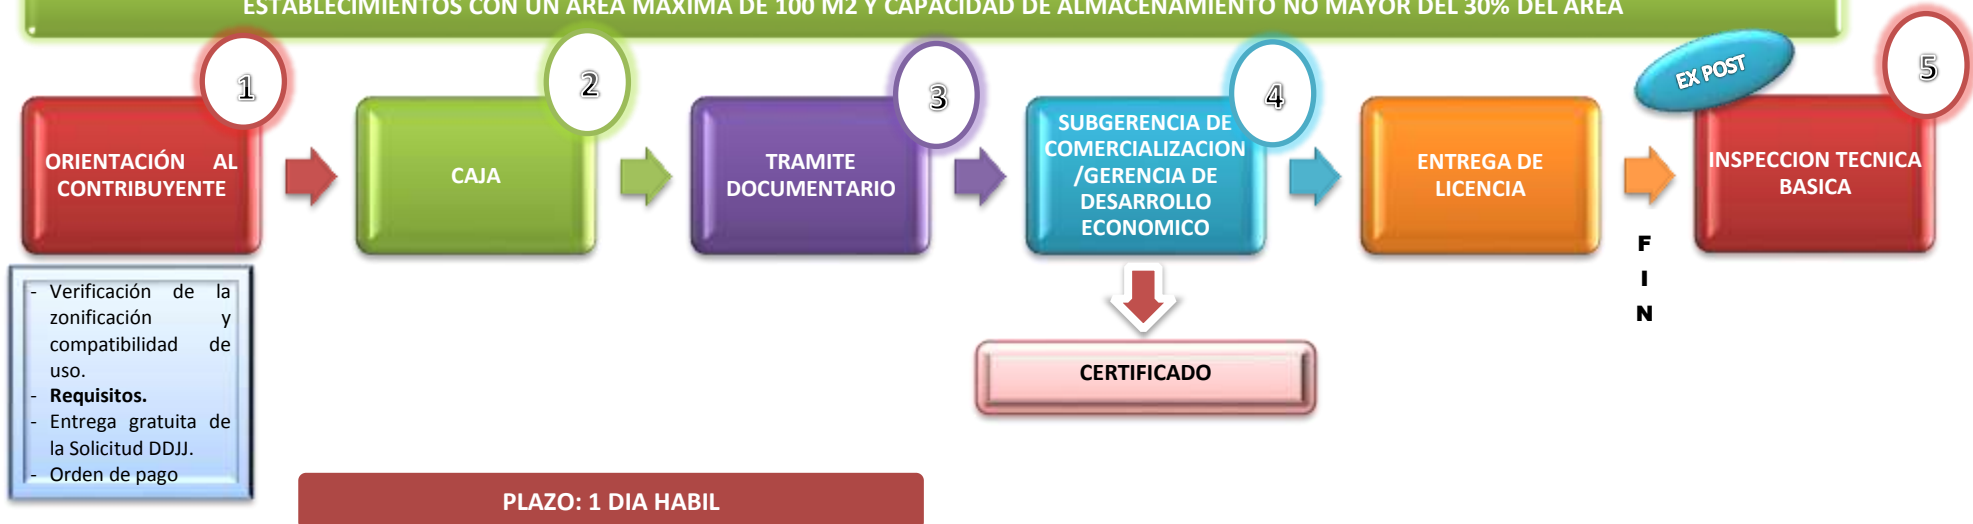 ESTABLECIMIENTOS CON UN AREA MAXIMA DE 100 M2 Y CAPACIDAD DE ALMACENAMIENTO NO MAYOR DEL 30% DEL AREA
1
ORIENTACIÓN AL
CONTRIBUYENTE
2
CAJA
3
TRAMITE
DOCUMENTARIO
4
SUBGERENCIA DE
COMERCIALIZACION
/GERENCIA DE
DESARROLLO
ECONOMICO
ENTREGA DE
LICENCIA
EX POST
5
INSPECCION TECNICA
BASICA
F
I
N
- Verificación de la
zonificación y
compatibilidad de
uso.
- Requisitos.
- Entrega gratuita de
la Solicitud DDJJ.
- Orden de pago
CERTIFICADO
PLAZO: 1 DIA HABIL